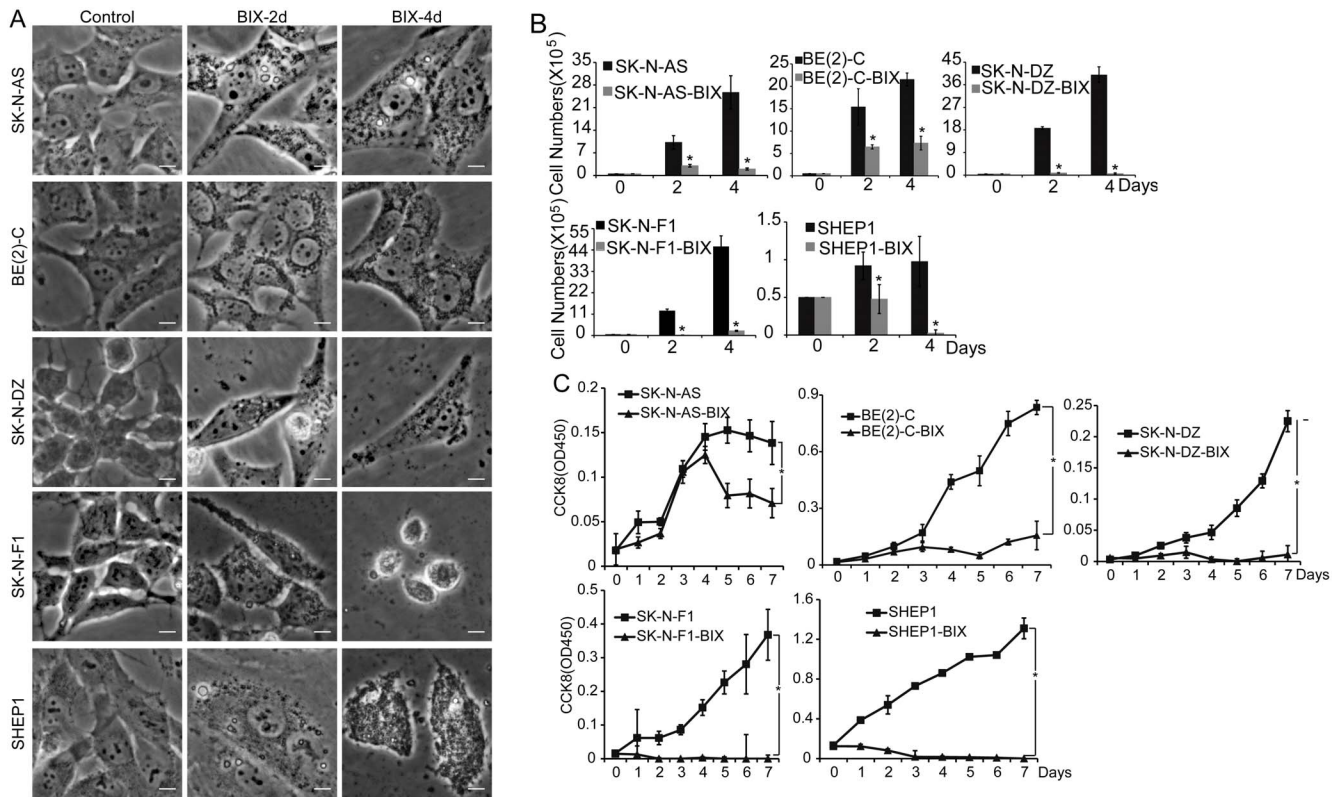 A
Control
BIX-2d
BIX-4d
SK-N-AS
BE(2)-C
SK-N-DZ
SK-N-F1
SHEP1
B
Cell Numbers(X10⁵)
35
28
21
14
7
0
SK-N-AS
SK-N-AS-BIX
*
*
0 2 4
25
20
15
10
5
0
BE(2)-C
BE(2)-C-BIX
*
*
0 2 4
45
36
27
18
9
0
SK-N-DZ
SK-N-DZ-BIX
*
*
0 2 4 Days
Cell Numbers(X10⁵)
55
44
33
22
11
0
SK-N-F1
SK-N-F1-BIX
*
*
0 2 4
1.5
1
0.5
0
SHEP1
SHEP1-BIX
*
*
0 2 4 Days
C
CCK8(OD450)
0.2
0.15
0.1
0.05
0
SK-N-AS
SK-N-AS-BIX
*
0 1 2 3 4 5 6 7
0.9
0.6
0.3
0
BE(2)-C
BE(2)-C-BIX
*
0 1 2 3 4 5 6 7
0.25
0.2
0.15
0.1
0.05
0
SK-N-DZ
SK-N-DZ-BIX
*
0 1 2 3 4 5 6 7 Days
CCK8(OD450)
0.4
0.3
0.2
0.1
0
SK-N-F1
SK-N-F1-BIX
*
0 1 2 3 4 5 6 7
1.6
1.2
0.8
0.4
0
SHEP1
SHEP1-BIX
*
0 1 2 3 4 5 6 7 Days